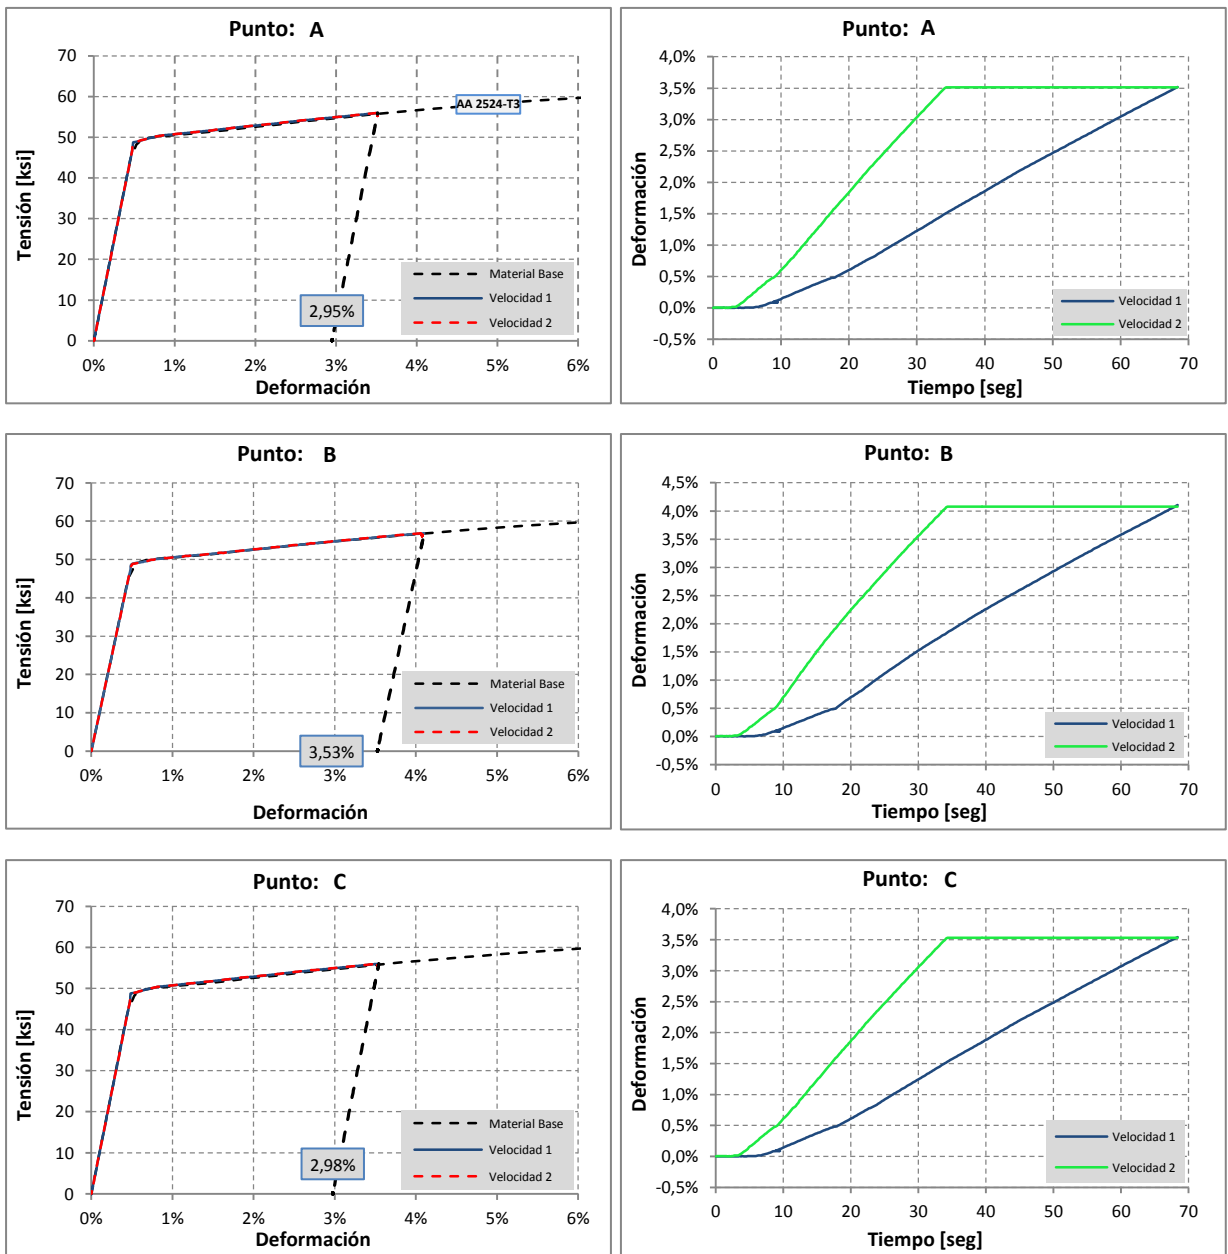 Punto: A
Tensión [ksi]
70
60
50
40
30
20
10
0
AA 2524-T3
2,95%
Material Base
Velocidad 1
Velocidad 2
0% 1% 2% 3% 4% 5% 6%
Deformación
Punto: A
Deformación
4,0%
3,5%
3,0%
2,5%
2,0%
1,5%
1,0%
0,5%
0,0%
-0,5%
Velocidad 1
Velocidad 2
0 10 20 30 40 50 60 70
Tiempo [seg]
Punto: B
Tensión [ksi]
70
60
50
40
30
20
10
0
3,53%
Material Base
Velocidad 1
Velocidad 2
0% 1% 2% 3% 4% 5% 6%
Deformación
Punto: B
Deformación
4,5%
4,0%
3,5%
3,0%
2,5%
2,0%
1,5%
1,0%
0,5%
0,0%
-0,5%
Velocidad 1
Velocidad 2
0 10 20 30 40 50 60 70
Tiempo [seg]
Punto: C
Tensión [ksi]
70
60
50
40
30
20
10
0
2,98%
Material Base
Velocidad 1
Velocidad 2
0% 1% 2% 3% 4% 5% 6%
Deformación
Punto: C
Deformación
4,0%
3,5%
3,0%
2,5%
2,0%
1,5%
1,0%
0,5%
0,0%
-0,5%
Velocidad 1
Velocidad 2
0 10 20 30 40 50 60 70
Tiempo [seg]